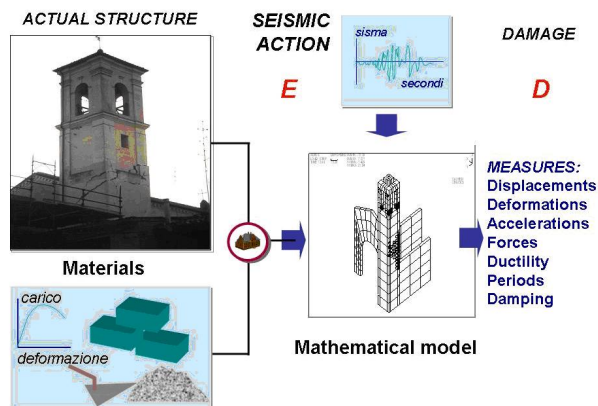 ACTUAL STRUCTURE
SEISMIC
ACTION
DAMAGE
E
D
sisma
secondi
MEASURES:
Displacements
Deformations
Accelerations
Forces
Ductility
Periods
Damping
Materials
carico
deformazione
Mathematical model